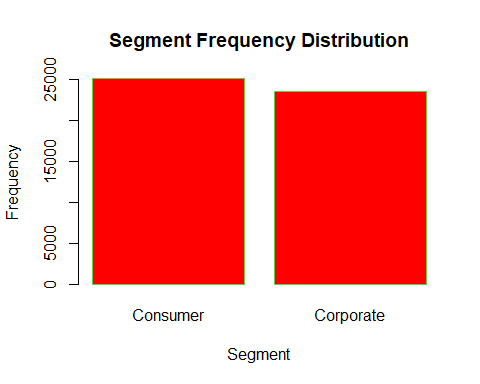 Segment Frequency Distribution
Frequency
25000
15000
5000
0
Consumer
Corporate
Segment